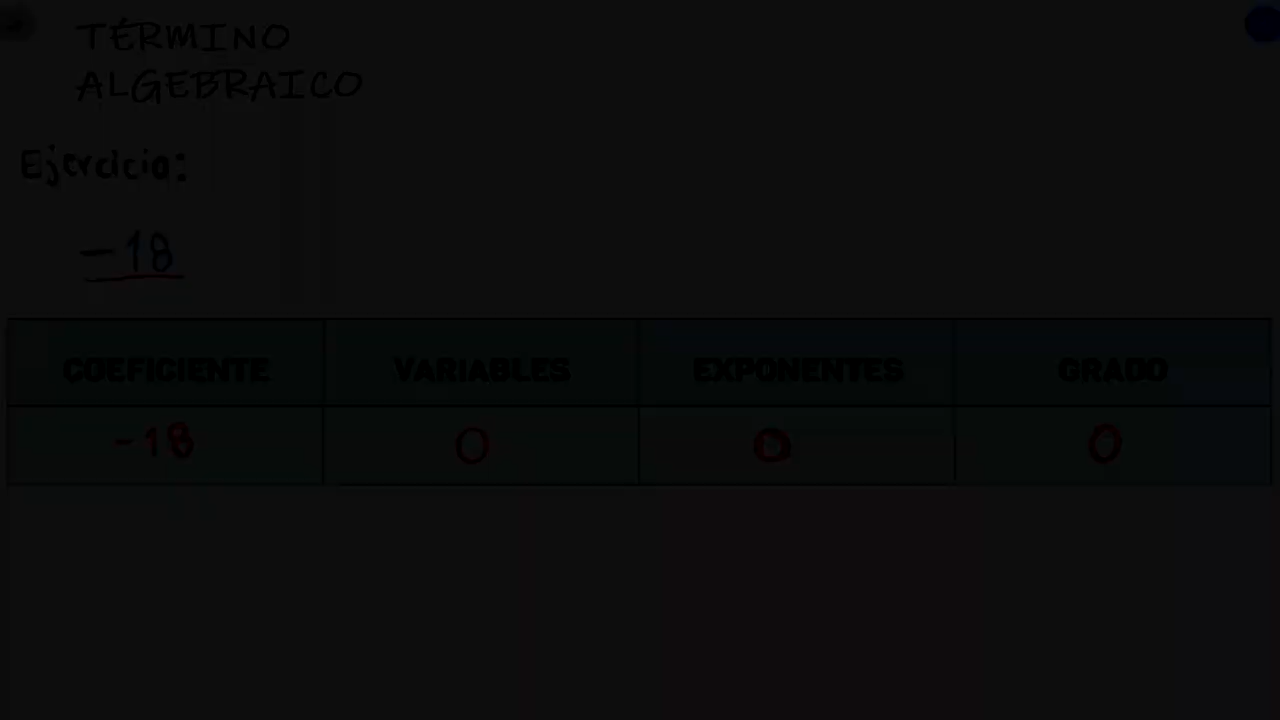 TÉRMINO
ALGEBRAICO
Ejercicio:
-18
COEFICIENTE VARIABLES EXPONENTES GRADO
-18 0 0 0